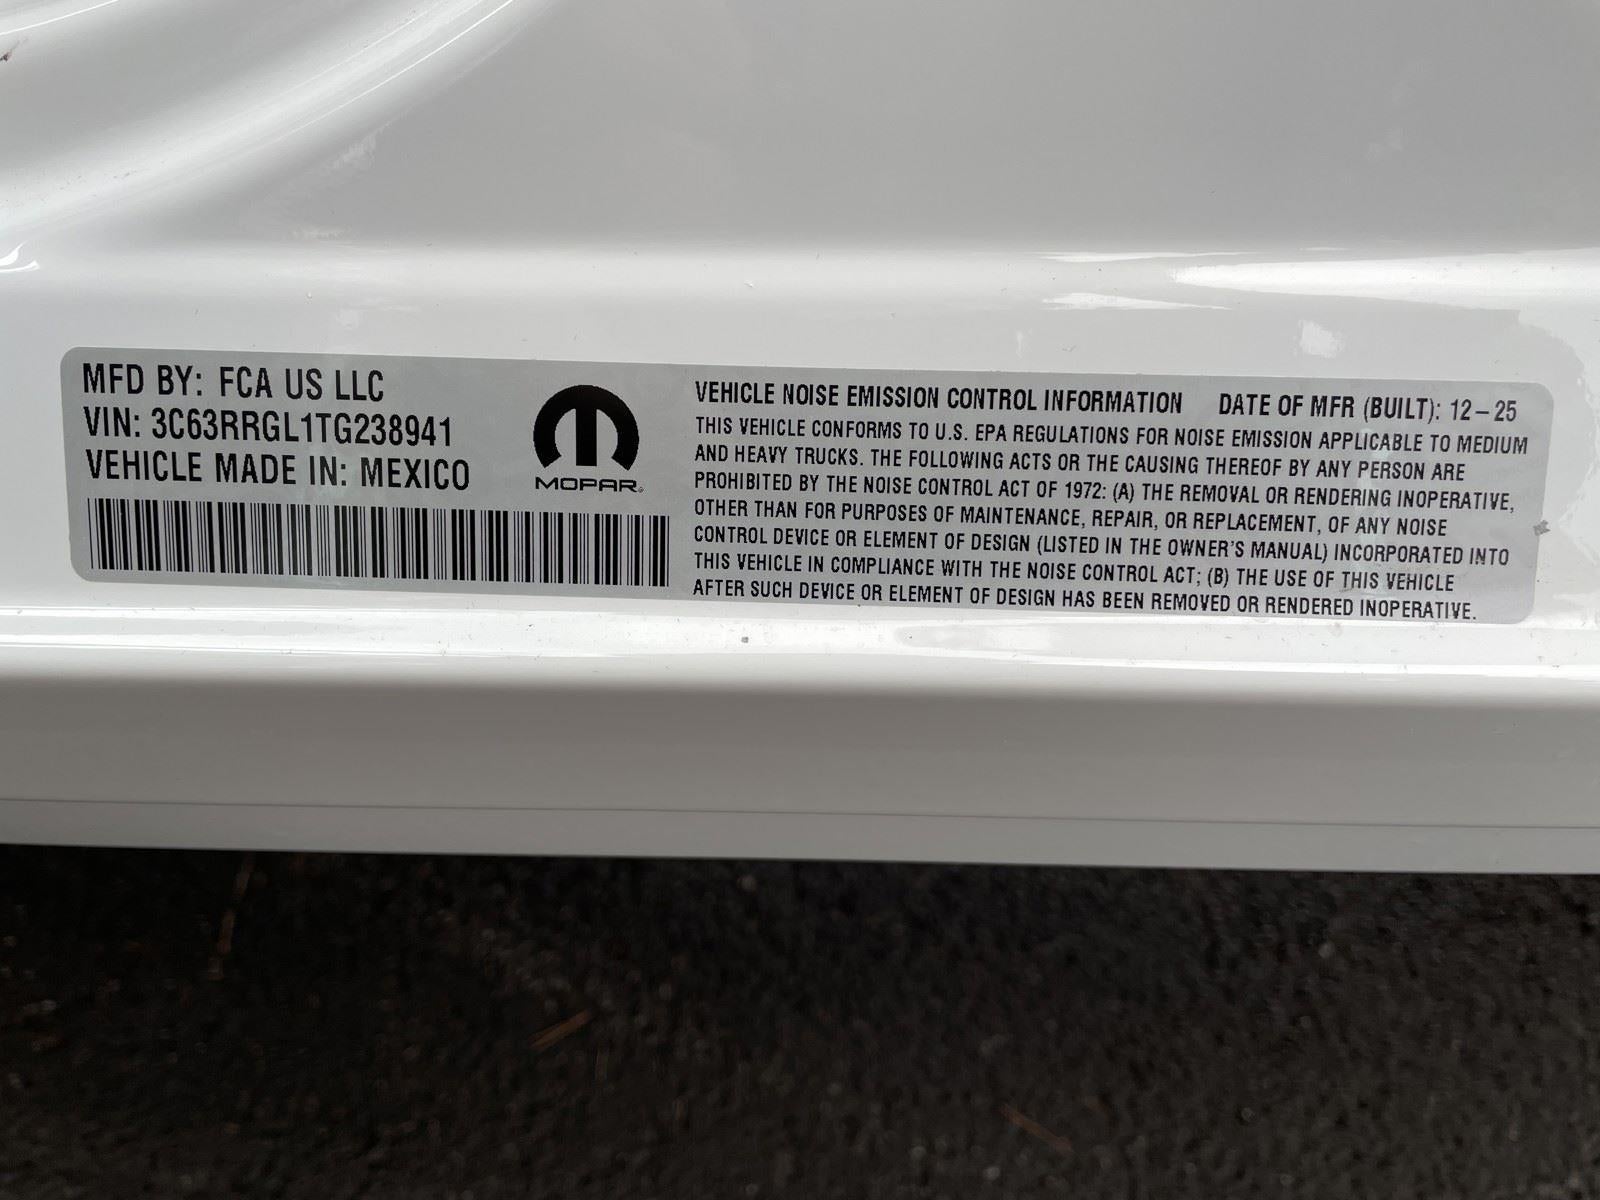 MFD BY: FCA US LLC
VIN: 3C63RRGL1TG238941
VEHICLE MADE IN: MEXICO
MOPAR®
VEHICLE NOISE EMISSION CONTROL INFORMATION DATE OF MFR (BUILT): 12-25
THIS VEHICLE CONFORMS TO U.S. EPA REGULATIONS FOR NOISE EMISSION APPLICABLE TO MEDIUM
AND HEAVY TRUCKS. THE FOLLOWING ACTS OR THE CAUSING THEREOF BY ANY PERSON ARE
PROHIBITED BY THE NOISE CONTROL ACT OF 1972: (A) THE REMOVAL OR RENDERING INOPERATIVE,
OTHER THAN FOR PURPOSES OF MAINTENANCE, REPAIR, OR REPLACEMENT, OF ANY NOISE
CONTROL DEVICE OR ELEMENT OF DESIGN (LISTED IN THE OWNER'S MANUAL) INCORPORATED INTO
THIS VEHICLE IN COMPLIANCE WITH THE NOISE CONTROL ACT; (B) THE USE OF THIS VEHICLE
AFTER SUCH DEVICE OR ELEMENT OF DESIGN HAS BEEN REMOVED OR RENDERED INOPERATIVE.